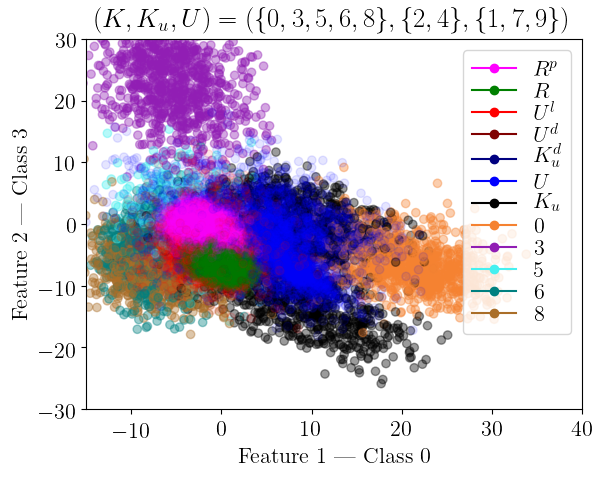 (K, K_u, U) = ({0, 3, 5, 6, 8}, {2, 4}, {1, 7, 9})
30
20
10
0
−10
−20
−30
Feature 2 — Class 3
−10
0
10
20
30
40
Feature 1 — Class 0
R^p
R
U^l
U^d
K_u^d
U
K_u
0
3
5
6
8